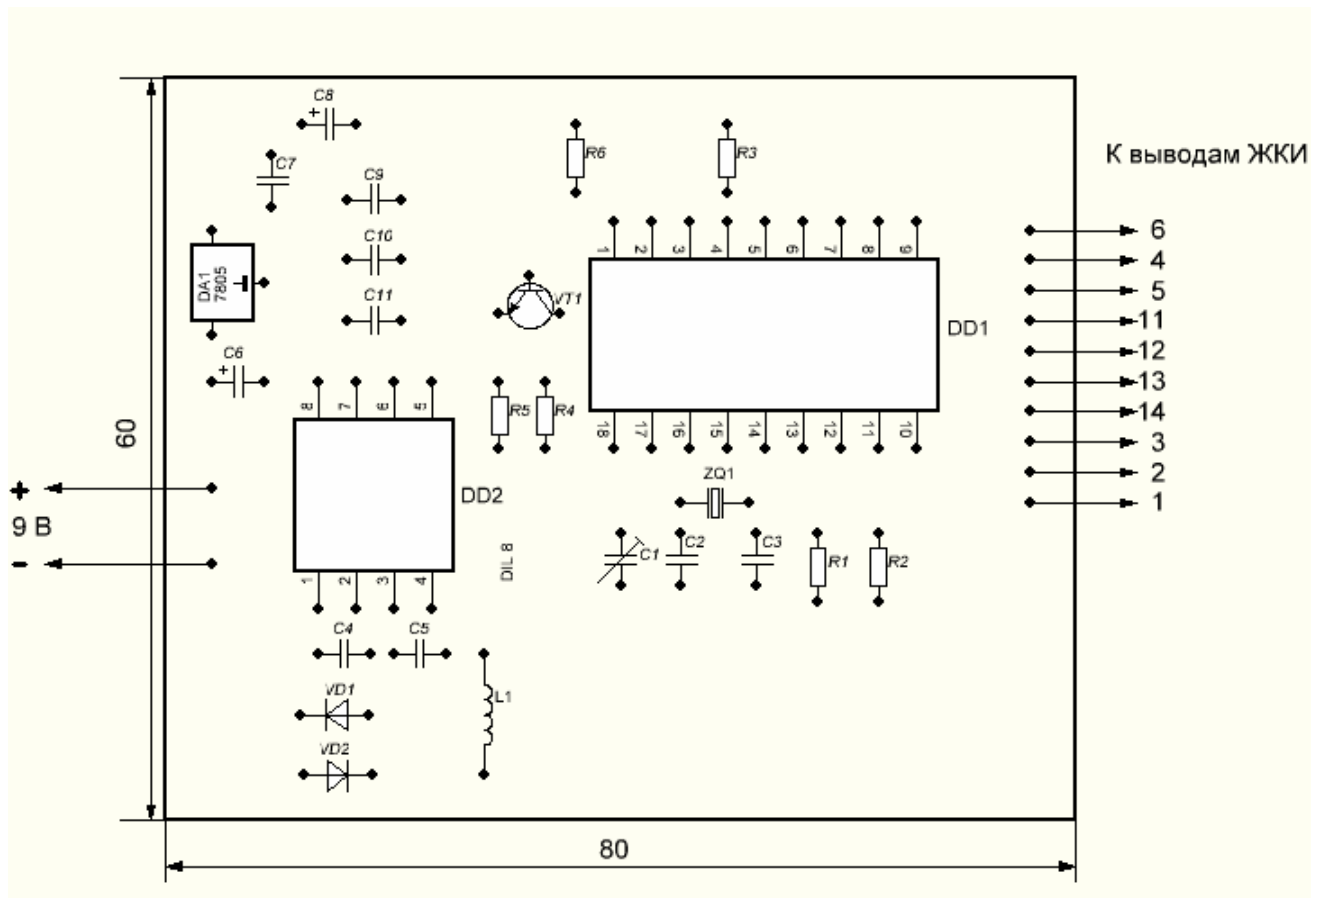 C8
+
C7
R6
R3
К выводам ЖКИ
C9
1 2 3 4 5 6 7 8 9
6
C10
4
DA1
7805
5
C11
VT1
11
DD1
12
C6
+
13
8 7 6 5
R5
R4
14
18 17 16 15 14 13 12 11 10
3
60
ZQ1
2
+
DD2
1
9 В
C1
C2
C3
R1
R2
-
DIL 8
1 2 3 4
C4
C5
VD1
L1
VD2
80